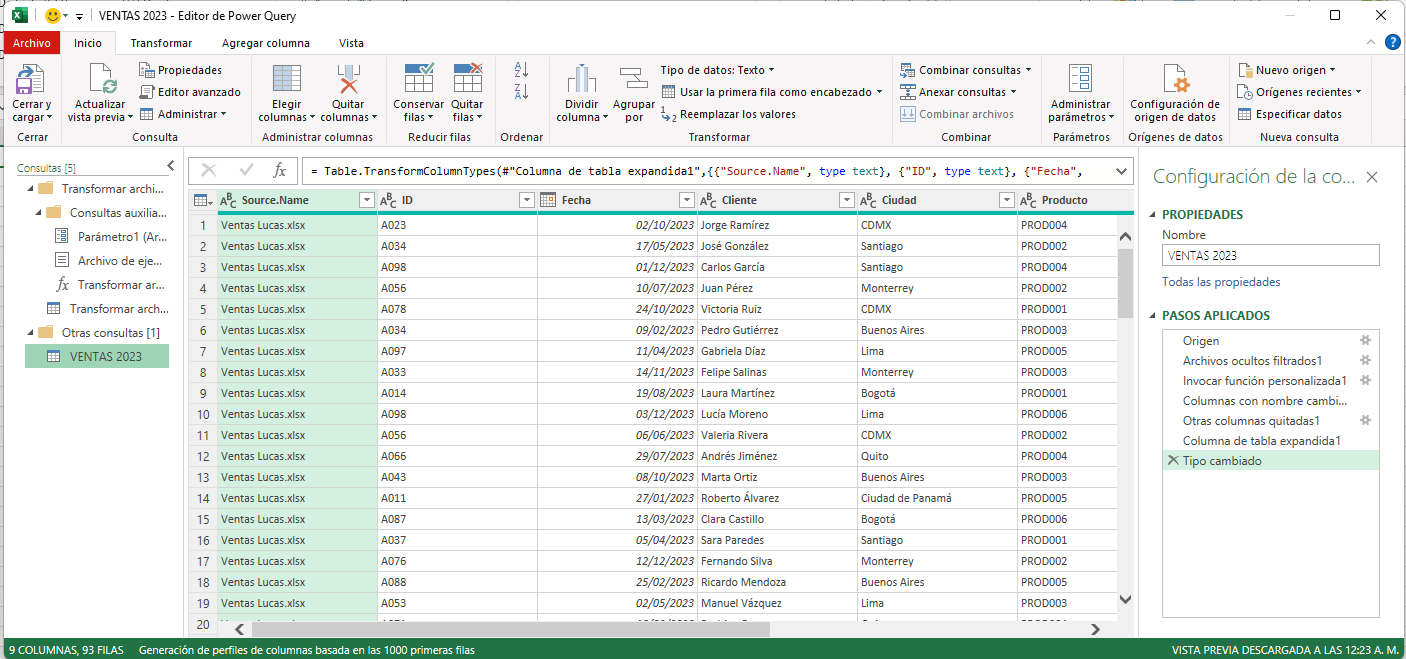 VENTAS 2023 - Editor de Power Query
Archivo Inicio Transformar Agregar columna Vista
Cerrar y cargar
Cerrar
Actualizar vista previa
Propiedades
Editor avanzado
Administrar
Consulta
Elegir columnas
Quitar columnas
Administrar columnas
Conservar filas
Quitar filas
Reducir filas
Ordenar
Dividir columna
Agrupar por
Tipo de datos: Texto
Usar la primera fila como encabezado
Reemplazar los valores
Transformar
Combinar consultas
Anexar consultas
Combinar archivos
Combinar
Administrar parámetros
Parámetros
Configuración de origen de datos
Orígenes de datos
Nuevo origen
Orígenes recientes
Especificar datos
Nueva consulta
Consultas [5]
Transformar archi...
Consultas auxilia...
Parámetro1 (Ar...
Archivo de eje...
Transformar ar...
Transformar arch...
Otras consultas [1]
VENTAS 2023
fx = Table.TransformColumnTypes(#"Columna de tabla expandida1",{{"Source.Name", type text}, {"ID", type text}, {"Fecha",
Source.Name ID Fecha Cliente Ciudad Producto
1 Ventas Lucas.xlsx A023 02/10/2023 Jorge Ramírez CDMX PROD004
2 Ventas Lucas.xlsx A034 17/05/2023 José González Santiago PROD002
3 Ventas Lucas.xlsx A098 01/12/2023 Carlos García Santiago PROD004
4 Ventas Lucas.xlsx A056 10/07/2023 Juan Pérez Monterrey PROD002
5 Ventas Lucas.xlsx A078 24/10/2023 Victoria Ruiz CDMX PROD001
6 Ventas Lucas.xlsx A034 09/02/2023 Pedro Gutiérrez Buenos Aires PROD003
7 Ventas Lucas.xlsx A097 11/04/2023 Gabriela Díaz Lima PROD005
8 Ventas Lucas.xlsx A033 14/11/2023 Felipe Salinas Monterrey PROD003
9 Ventas Lucas.xlsx A014 19/08/2023 Laura Martínez Bogotá PROD001
10 Ventas Lucas.xlsx A098 03/12/2023 Lucía Moreno Lima PROD006
11 Ventas Lucas.xlsx A056 06/06/2023 Valeria Rivera CDMX PROD002
12 Ventas Lucas.xlsx A066 29/07/2023 Andrés Jiménez Quito PROD004
13 Ventas Lucas.xlsx A043 08/10/2023 Marta Ortiz Buenos Aires PROD003
14 Ventas Lucas.xlsx A011 27/01/2023 Roberto Álvarez Ciudad de Panamá PROD005
15 Ventas Lucas.xlsx A087 13/03/2023 Clara Castillo Bogotá PROD006
16 Ventas Lucas.xlsx A037 05/04/2023 Sara Paredes Santiago PROD001
17 Ventas Lucas.xlsx A076 12/12/2023 Fernando Silva Monterrey PROD002
18 Ventas Lucas.xlsx A088 25/02/2023 Ricardo Mendoza Buenos Aires PROD005
19 Ventas Lucas.xlsx A053 02/05/2023 Manuel Vázquez Lima PROD003
20
Configuración de la co...
PROPIEDADES
Nombre
VENTAS 2023
Todas las propiedades
PASOS APLICADOS
Origen
Archivos ocultos filtrados1
Invocar función personalizada1
Columnas con nombre cambi...
Otras columnas quitadas1
Columna de tabla expandida1
Tipo cambiado
9 COLUMNAS, 93 FILAS Generación de perfiles de columnas basada en las 1000 primeras filas
VISTA PREVIA DESCARGADA A LAS 12:23 A. M.